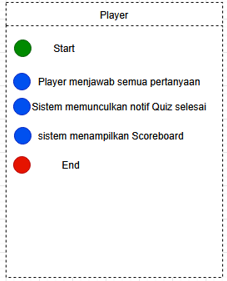 Player
Start
Player menjawab semua pertanyaan
Sistem memunculkan notif Quiz selesai
sistem menampilkan Scoreboard
End